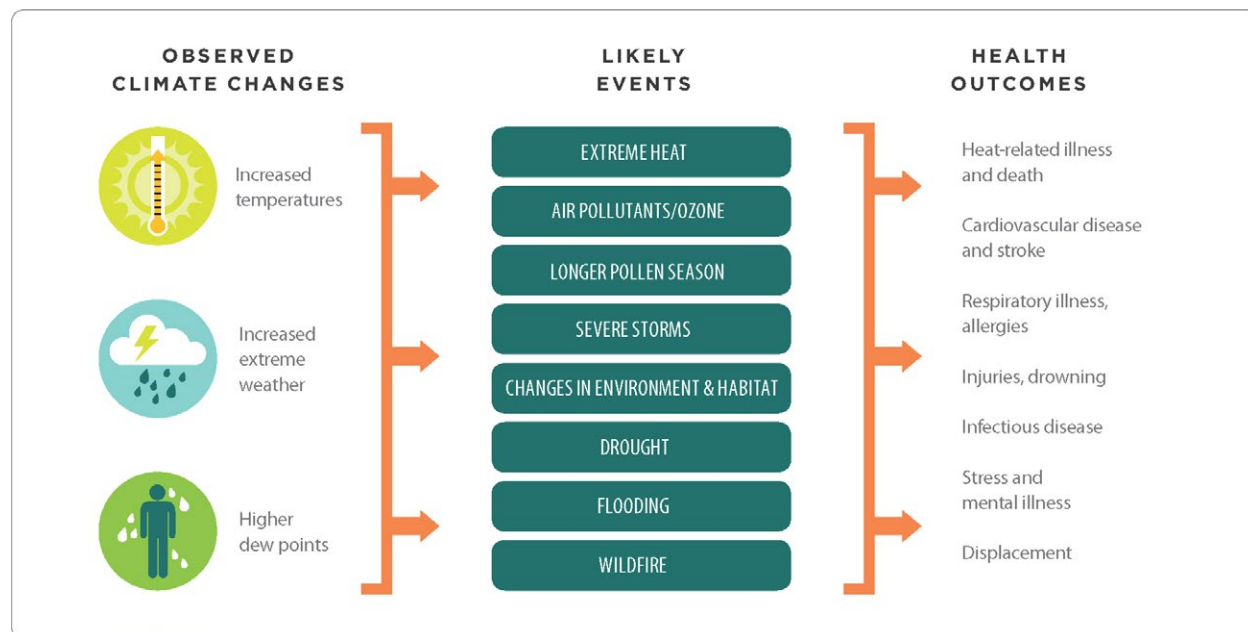 OBSERVED
CLIMATE CHANGES
Increased
temperatures
Increased
extreme
weather
Higher
dew points
LIKELY
EVENTS
EXTREME HEAT
AIR POLLUTANTS/OZONE
LONGER POLLEN SEASON
SEVERE STORMS
CHANGES IN ENVIRONMENT & HABITAT
DROUGHT
FLOODING
WILDFIRE
HEALTH
OUTCOMES
Heat-related illness
and death
Cardiovascular disease
and stroke
Respiratory illness,
allergies
Injuries, drowning
Infectious disease
Stress and
mental illness
Displacement